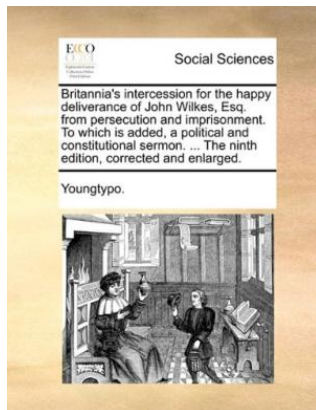 ECCO
Social Sciences
Britannia's intercession for the happy
deliverance of John Wilkes, Esq.
from persecution and imprisonment.
To which is added, a political and
constitutional sermon. ... The ninth
edition, corrected and enlarged.
Youngtypo.